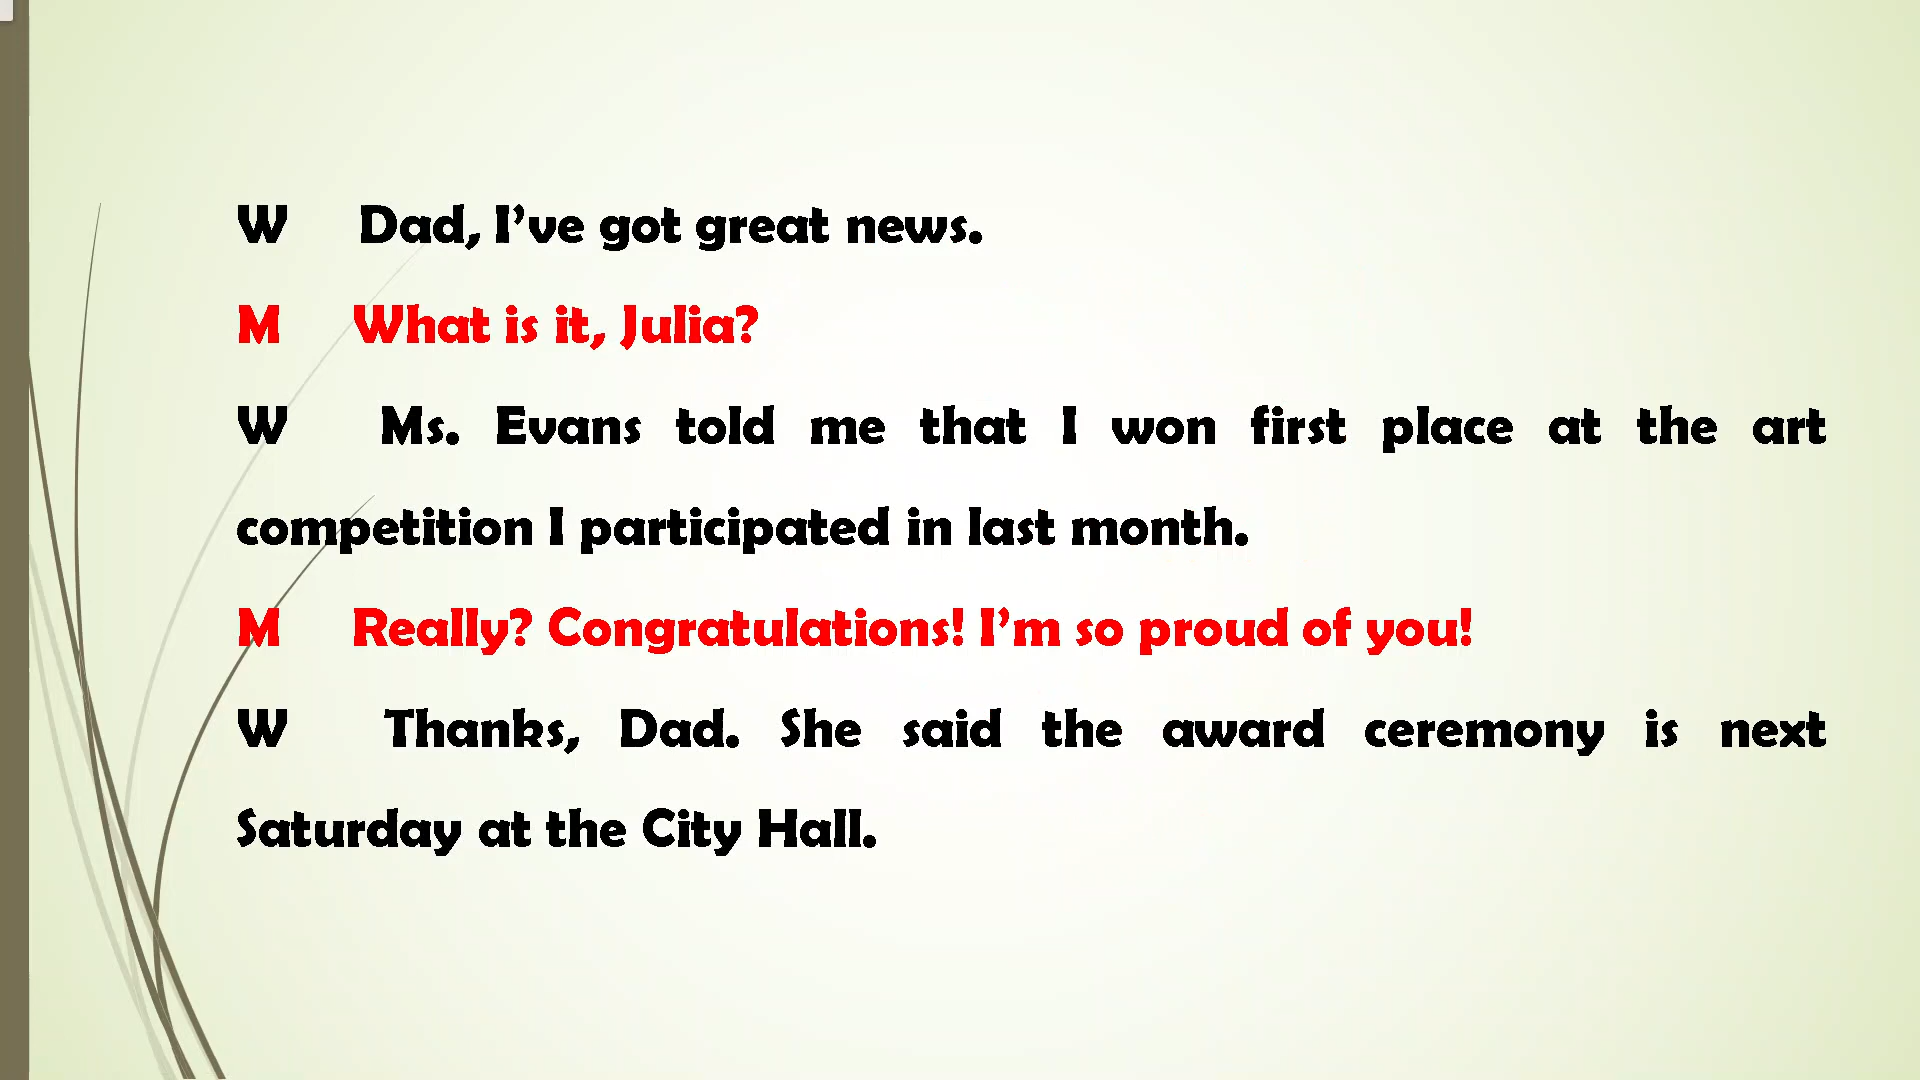 W Dad, I’ve got great news.
M What is it, Julia?
W Ms. Evans told me that I won first place at the art
competition I participated in last month.
M Really? Congratulations! I’m so proud of you!
W Thanks, Dad. She said the award ceremony is next
Saturday at the City Hall.